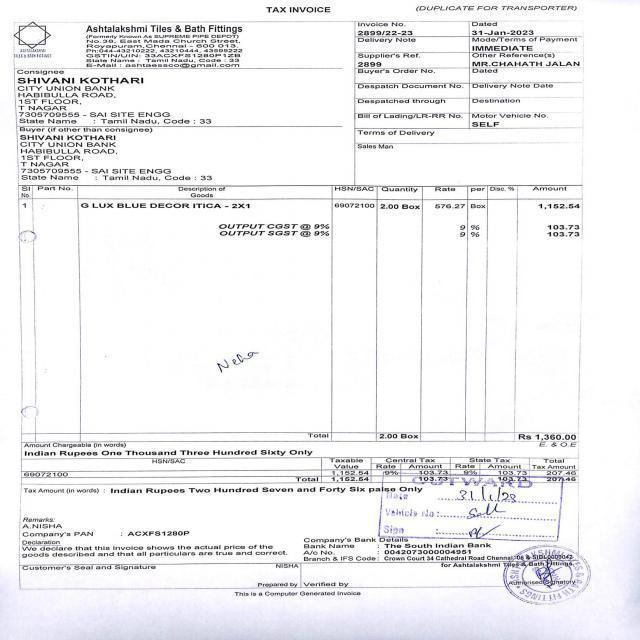 TAX INVOICE
(DUPLICATE FOR TRANSPORTER)
Ashtalakshmi Tiles & Bath Fittings
(Formerly Known As SUPREME PIPE DEPOT)
No.38, East Mada Church Street,
Royapuram,Chennai - 600 013.
GSTIN/UIN: 33ACXFS1280P1ZB
State Name : Tamil Nadu, Code : 33
E-Mail : ashtaessco@gmail.com
Invoice No.
2899/22-23
Dated
31-Jan-2023
Delivery Note
Mode/Terms of Payment
IMMEDIATE
Supplier's Ref.
2899
Other Reference(s)
MR.CHAHATH JALAN
Buyer's Order No.
Dated
Despatch Document No.
Delivery Note Date
Despatched through
Destination
Bill of Lading/LR-RR No.
Motor Vehicle No.
SELF
Terms of Delivery
Sales Man
Consignee
SHIVANI KOTHARI
CITY UNION BANK
HABIBULLA ROAD,
1ST FLOOR,
T NAGAR
7305709555 - SAI SITE ENGG
State Name : Tamil Nadu, Code : 33
Buyer (if other than consignee)
SHIVANI KOTHARI
CITY UNION BANK
HABIBULLA ROAD,
1ST FLOOR,
T NAGAR
7305709555 - SAI SITE ENGG
State Name : Tamil Nadu, Code : 33
Sl No. Part No. Description of Goods HSN/SAC Quantity Rate per Disc. % Amount
1 G LUX BLUE DECOR ITICA - 2X1 69072100 2.00 Box 576.27 Box 1,152.54
OUTPUT CGST @ 9% 9 % 103.73
OUTPUT SGST @ 9% 9 % 103.73
Neha
Total 2.00 Box Rs 1,360.00
Amount Chargeable (in words) E. & O.E
Indian Rupees One Thousand Three Hundred Sixty Only
HSN/SAC Taxable Value Central Tax Rate Amount State Tax Rate Amount Total Tax Amount
69072100 1,152.54 9% 103.73 9% 103.73 207.46
Total 1,152.54 103.73 103.73 207.46
Tax Amount (in words) : Indian Rupees Two Hundred Seven and Forty Six paise Only
OUTWARD
Date 31/1/23
Vehicle No : Self
Sign :
Remarks:
A.NISHA
Company's PAN : ACXFS1280P
Declaration
We declare that this invoice shows the actual price of the
goods described and that all particulars are true and correct.
Company's Bank Details
Bank Name : The South Indian Bank
A/c No. : 0042073000004951
Branch & IFS Code : Crown Court 34 Cathedral Road Chennai
Customer's Seal and Signature
NISHA
for Ashtalakshmi Tiles & Bath Fittings
Prepared by Verified by Authorised Signatory
This is a Computer Generated Invoice